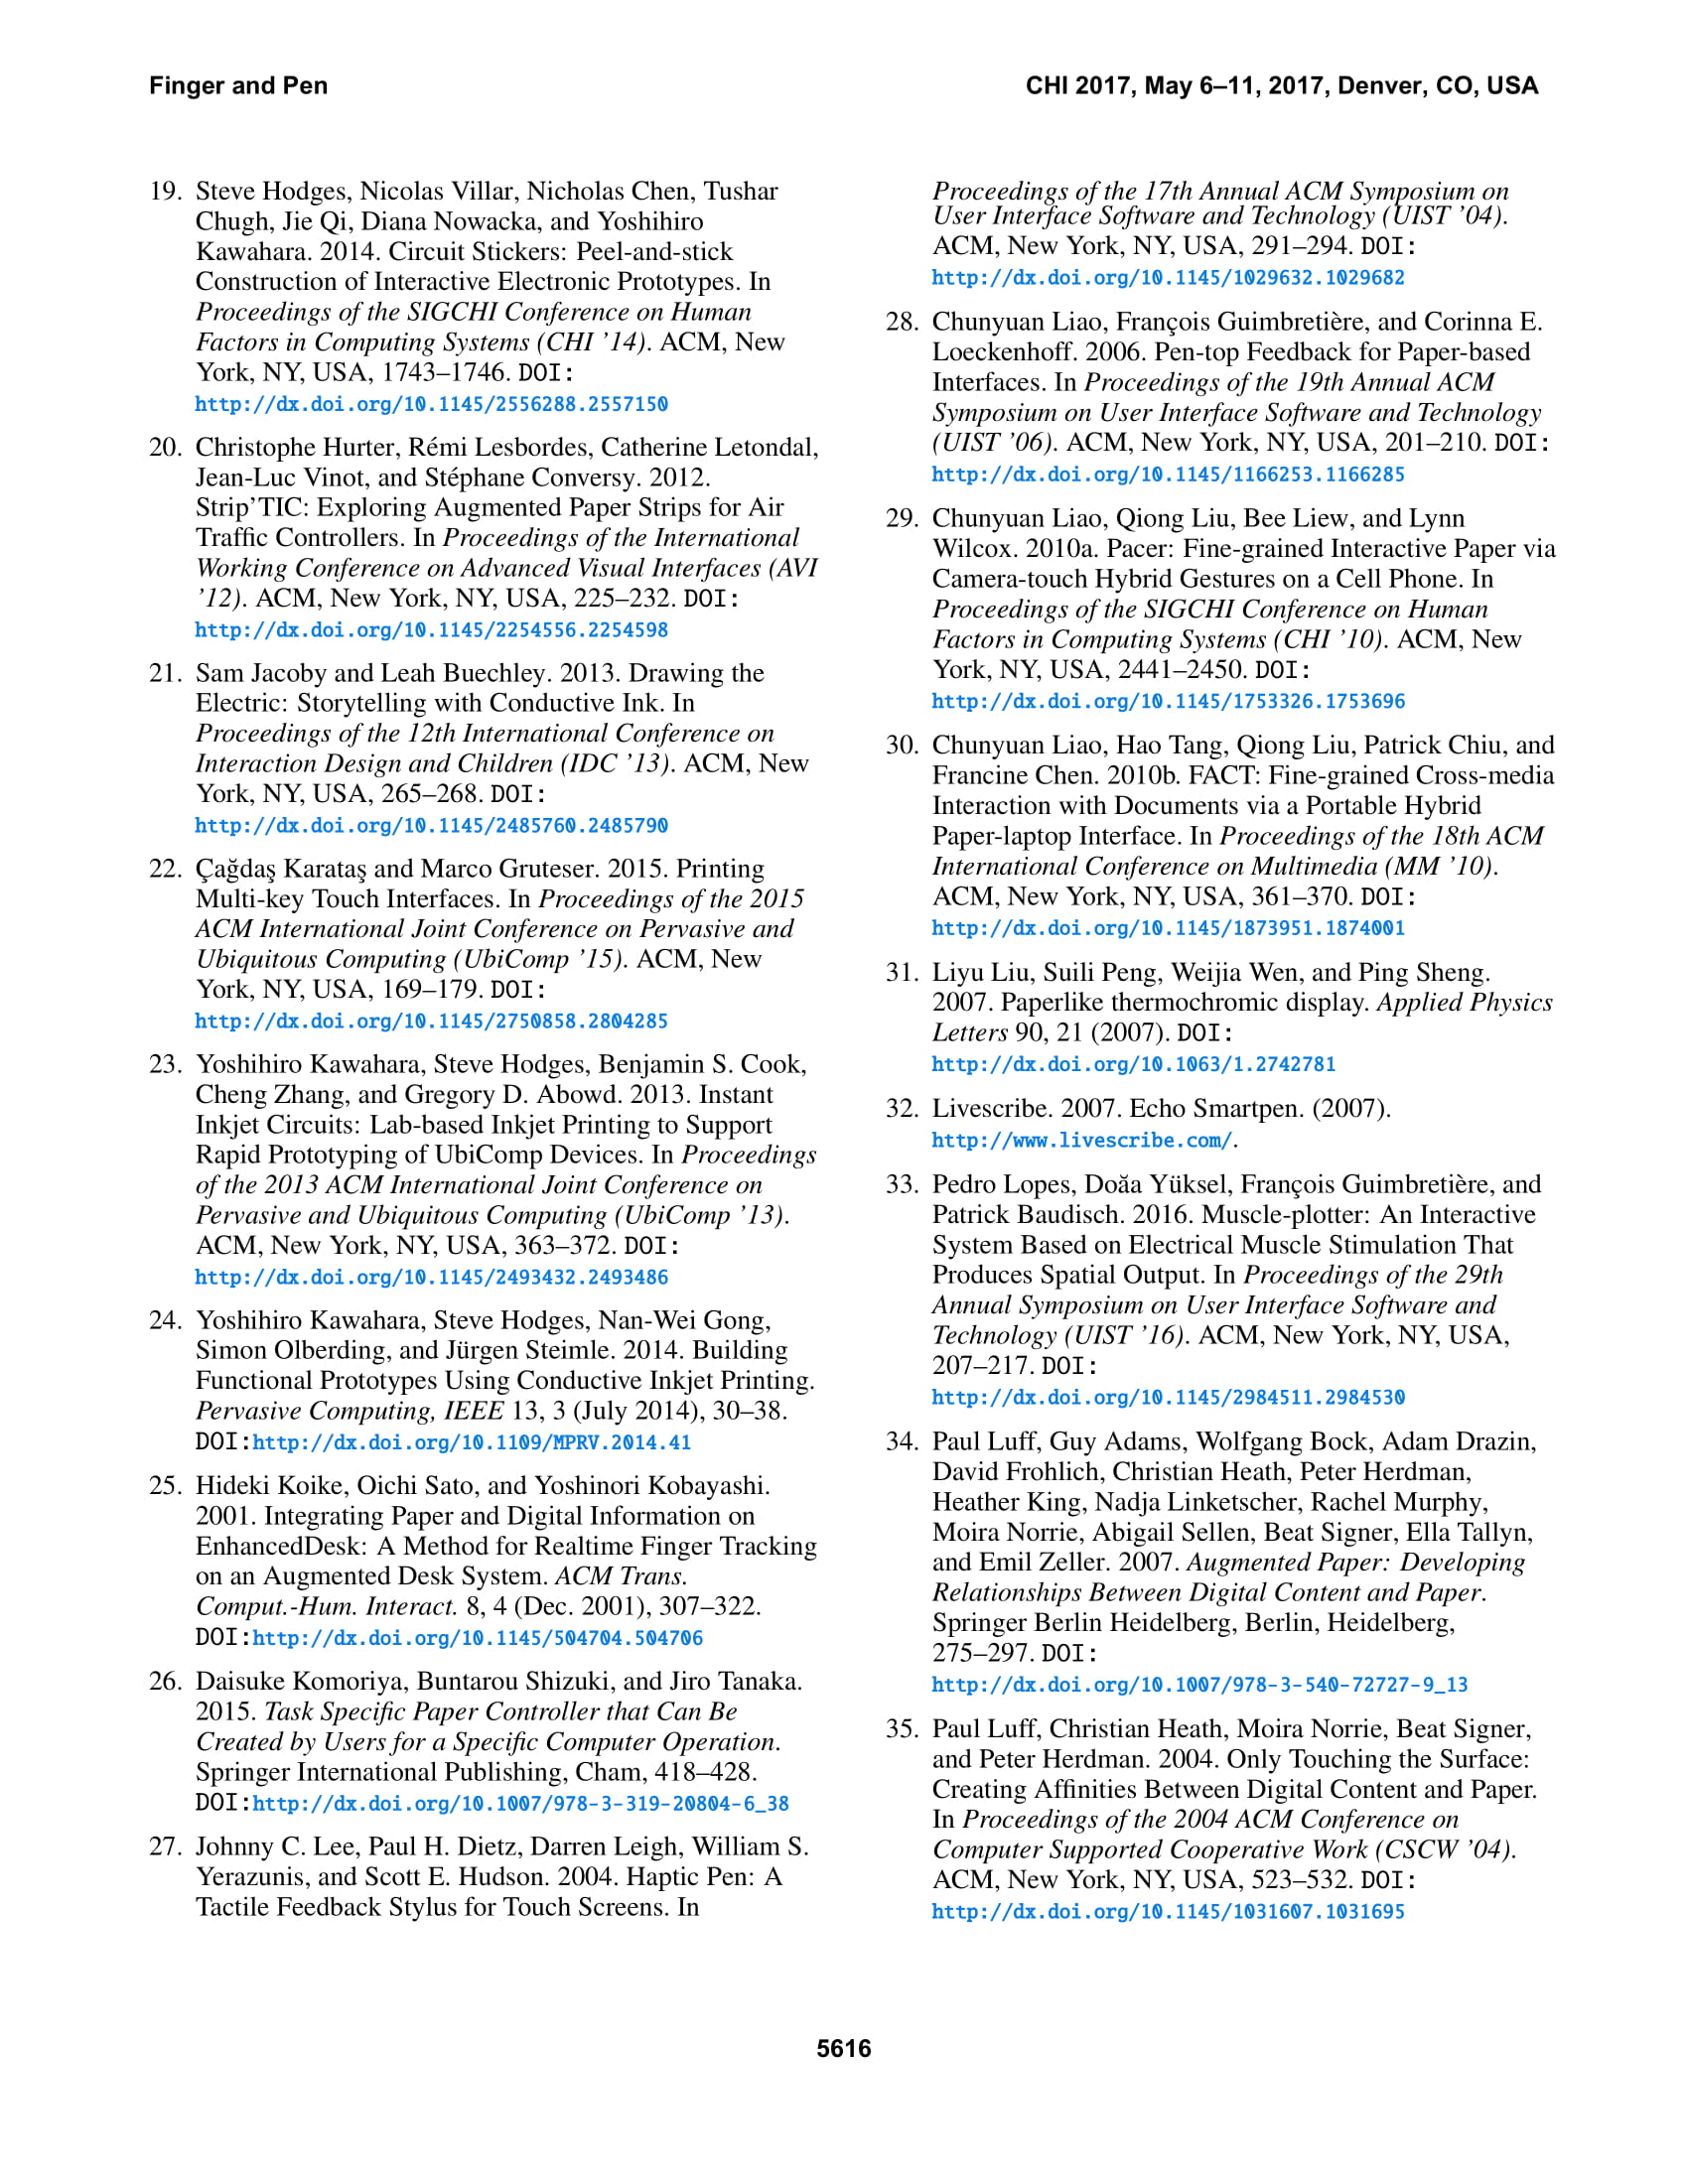 Finger and Pen
CHI 2017, May 6–11, 2017, Denver, CO, USA
19. Steve Hodges, Nicolas Villar, Nicholas Chen, Tushar
Chugh, Jie Qi, Diana Nowacka, and Yoshihiro
Kawahara. 2014. Circuit Stickers: Peel-and-stick
Construction of Interactive Electronic Prototypes. In
Proceedings of the SIGCHI Conference on Human
Factors in Computing Systems (CHI ’14). ACM, New
York, NY, USA, 1743–1746. DOI:
http://dx.doi.org/10.1145/2556288.2557150
20. Christophe Hurter, Rémi Lesbordes, Catherine Letondal,
Jean-Luc Vinot, and Stéphane Conversy. 2012.
Strip’TIC: Exploring Augmented Paper Strips for Air
Traffic Controllers. In Proceedings of the International
Working Conference on Advanced Visual Interfaces (AVI
’12). ACM, New York, NY, USA, 225–232. DOI:
http://dx.doi.org/10.1145/2254556.2254598
21. Sam Jacoby and Leah Buechley. 2013. Drawing the
Electric: Storytelling with Conductive Ink. In
Proceedings of the 12th International Conference on
Interaction Design and Children (IDC ’13). ACM, New
York, NY, USA, 265–268. DOI:
http://dx.doi.org/10.1145/2485760.2485790
22. Çağdaş Karataş and Marco Gruteser. 2015. Printing
Multi-key Touch Interfaces. In Proceedings of the 2015
ACM International Joint Conference on Pervasive and
Ubiquitous Computing (UbiComp ’15). ACM, New
York, NY, USA, 169–179. DOI:
http://dx.doi.org/10.1145/2750858.2804285
23. Yoshihiro Kawahara, Steve Hodges, Benjamin S. Cook,
Cheng Zhang, and Gregory D. Abowd. 2013. Instant
Inkjet Circuits: Lab-based Inkjet Printing to Support
Rapid Prototyping of UbiComp Devices. In Proceedings
of the 2013 ACM International Joint Conference on
Pervasive and Ubiquitous Computing (UbiComp ’13).
ACM, New York, NY, USA, 363–372. DOI:
http://dx.doi.org/10.1145/2493432.2493486
24. Yoshihiro Kawahara, Steve Hodges, Nan-Wei Gong,
Simon Olberding, and Jürgen Steimle. 2014. Building
Functional Prototypes Using Conductive Inkjet Printing.
Pervasive Computing, IEEE 13, 3 (July 2014), 30–38.
DOI:http://dx.doi.org/10.1109/MPRV.2014.41
25. Hideki Koike, Oichi Sato, and Yoshinori Kobayashi.
2001. Integrating Paper and Digital Information on
EnhancedDesk: A Method for Realtime Finger Tracking
on an Augmented Desk System. ACM Trans.
Comput.-Hum. Interact. 8, 4 (Dec. 2001), 307–322.
DOI:http://dx.doi.org/10.1145/504704.504706
26. Daisuke Komoriya, Buntarou Shizuki, and Jiro Tanaka.
2015. Task Specific Paper Controller that Can Be
Created by Users for a Specific Computer Operation.
Springer International Publishing, Cham, 418–428.
DOI:http://dx.doi.org/10.1007/978-3-319-20804-6_38
27. Johnny C. Lee, Paul H. Dietz, Darren Leigh, William S.
Yerazunis, and Scott E. Hudson. 2004. Haptic Pen: A
Tactile Feedback Stylus for Touch Screens. In
Proceedings of the 17th Annual ACM Symposium on
User Interface Software and Technology (UIST ’04).
ACM, New York, NY, USA, 291–294. DOI:
http://dx.doi.org/10.1145/1029632.1029682
28. Chunyuan Liao, François Guimbretière, and Corinna E.
Loeckenhoff. 2006. Pen-top Feedback for Paper-based
Interfaces. In Proceedings of the 19th Annual ACM
Symposium on User Interface Software and Technology
(UIST ’06). ACM, New York, NY, USA, 201–210. DOI:
http://dx.doi.org/10.1145/1166253.1166285
29. Chunyuan Liao, Qiong Liu, Bee Liew, and Lynn
Wilcox. 2010a. Pacer: Fine-grained Interactive Paper via
Camera-touch Hybrid Gestures on a Cell Phone. In
Proceedings of the SIGCHI Conference on Human
Factors in Computing Systems (CHI ’10). ACM, New
York, NY, USA, 2441–2450. DOI:
http://dx.doi.org/10.1145/1753326.1753696
30. Chunyuan Liao, Hao Tang, Qiong Liu, Patrick Chiu, and
Francine Chen. 2010b. FACT: Fine-grained Cross-media
Interaction with Documents via a Portable Hybrid
Paper-laptop Interface. In Proceedings of the 18th ACM
International Conference on Multimedia (MM ’10).
ACM, New York, NY, USA, 361–370. DOI:
http://dx.doi.org/10.1145/1873951.1874001
31. Liyu Liu, Suili Peng, Weijia Wen, and Ping Sheng.
2007. Paperlike thermochromic display. Applied Physics
Letters 90, 21 (2007). DOI:
http://dx.doi.org/10.1063/1.2742781
32. Livescribe. 2007. Echo Smartpen. (2007).
http://www.livescribe.com/.
33. Pedro Lopes, Doăa Yüksel, François Guimbretière, and
Patrick Baudisch. 2016. Muscle-plotter: An Interactive
System Based on Electrical Muscle Stimulation That
Produces Spatial Output. In Proceedings of the 29th
Annual Symposium on User Interface Software and
Technology (UIST ’16). ACM, New York, NY, USA,
207–217. DOI:
http://dx.doi.org/10.1145/2984511.2984530
34. Paul Luff, Guy Adams, Wolfgang Bock, Adam Drazin,
David Frohlich, Christian Heath, Peter Herdman,
Heather King, Nadja Linketscher, Rachel Murphy,
Moira Norrie, Abigail Sellen, Beat Signer, Ella Tallyn,
and Emil Zeller. 2007. Augmented Paper: Developing
Relationships Between Digital Content and Paper.
Springer Berlin Heidelberg, Berlin, Heidelberg,
275–297. DOI:
http://dx.doi.org/10.1007/978-3-540-72727-9_13
35. Paul Luff, Christian Heath, Moira Norrie, Beat Signer,
and Peter Herdman. 2004. Only Touching the Surface:
Creating Affinities Between Digital Content and Paper.
In Proceedings of the 2004 ACM Conference on
Computer Supported Cooperative Work (CSCW ’04).
ACM, New York, NY, USA, 523–532. DOI:
http://dx.doi.org/10.1145/1031607.1031695
5616